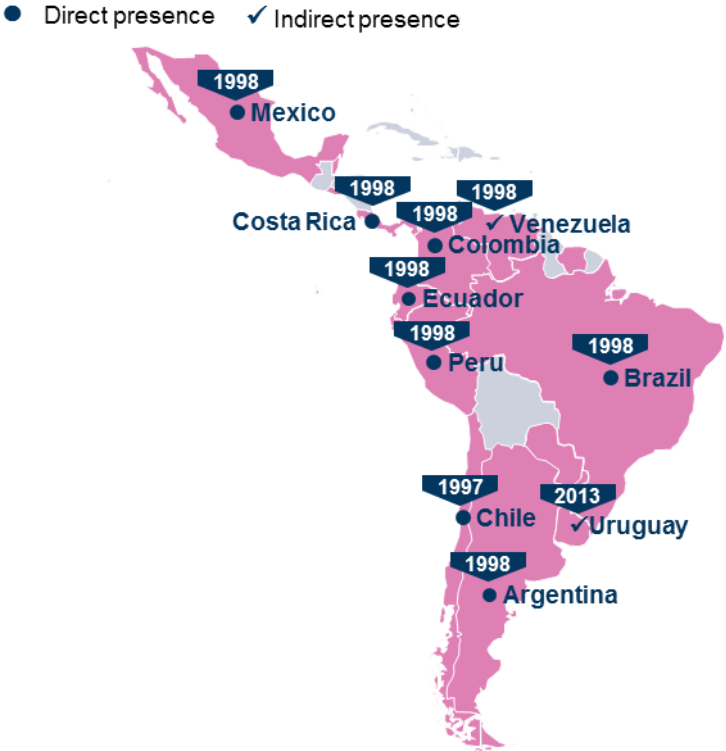 Direct presence
Indirect presence
1998
Mexico
1998
Costa Rica
1998
Venezuela
1998
Colombia
1998
Ecuador
1998
Peru
1998
Brazil
1997
Chile
2013
Uruguay
1998
Argentina